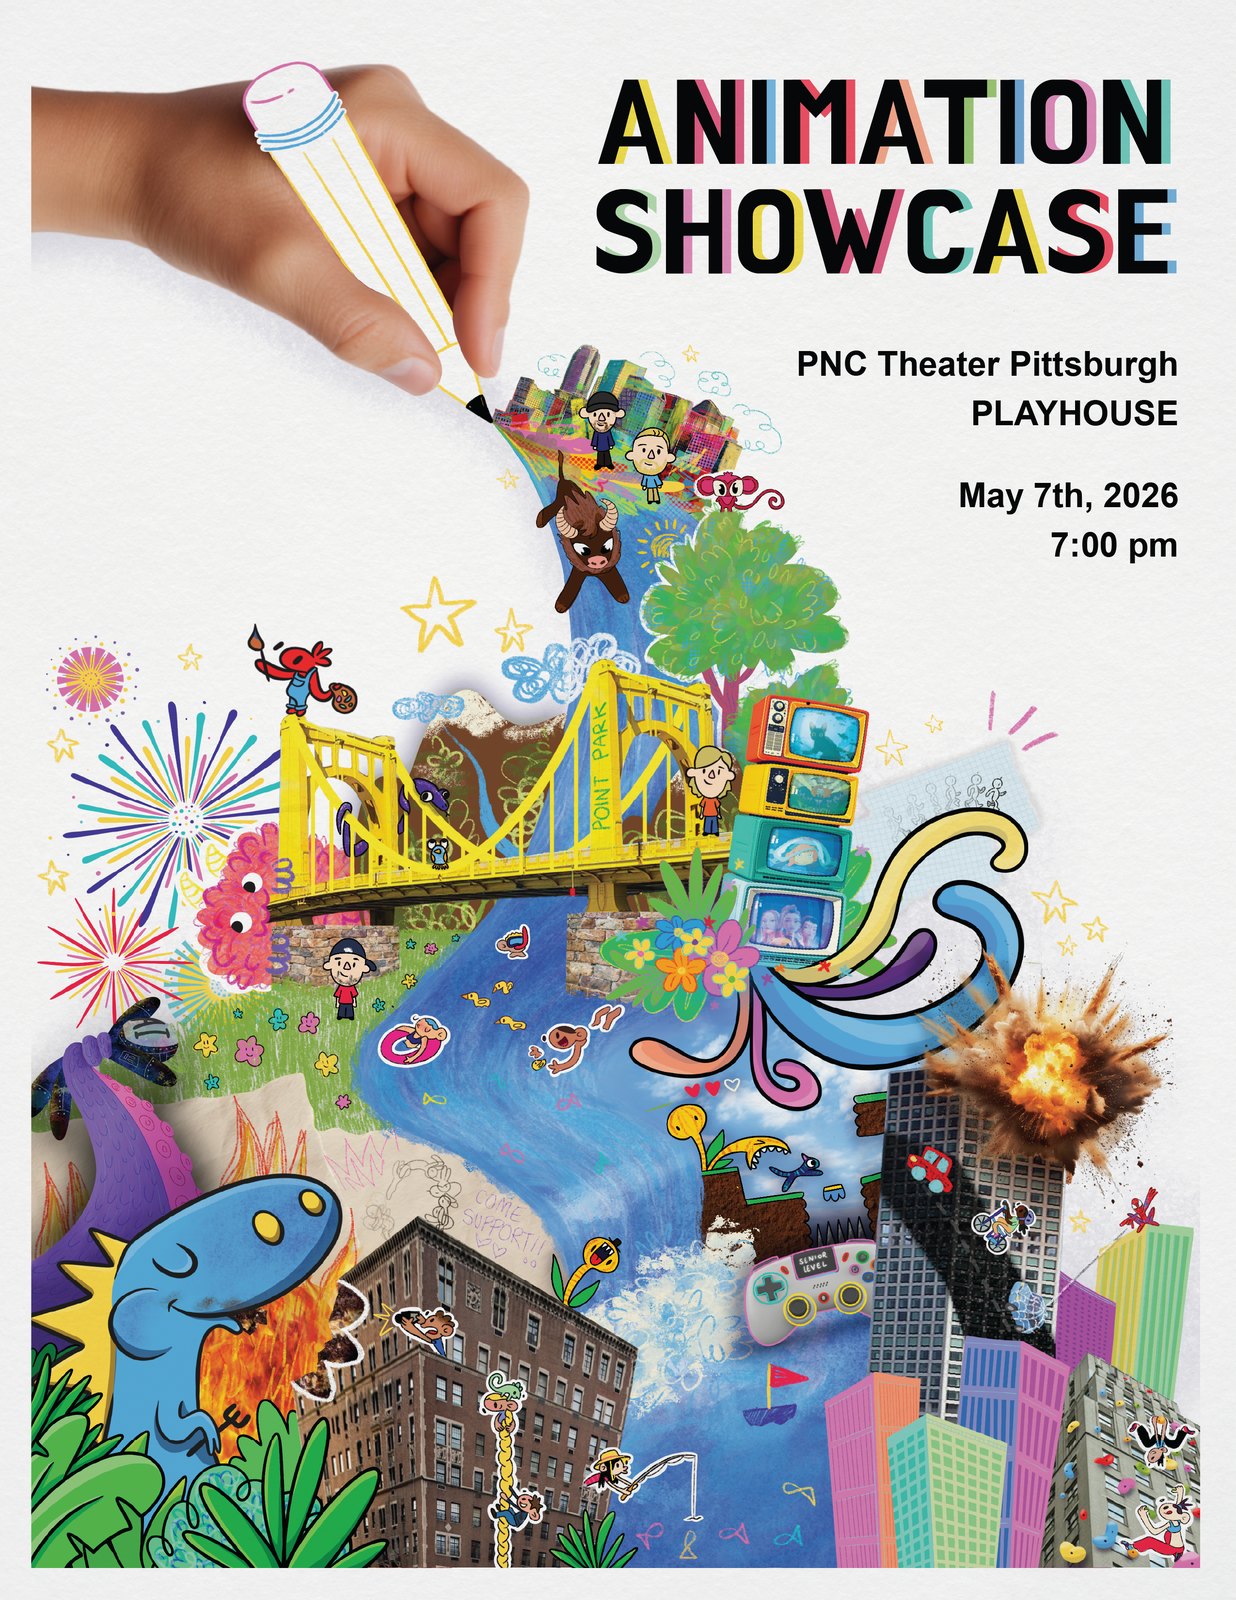 ANIMATION
SHOWCASE
PNC Theater Pittsburgh
PLAYHOUSE
May 7th, 2026
7:00 pm
POINT PARK
COME
SUPPORT!!
SENIOR
LEVEL